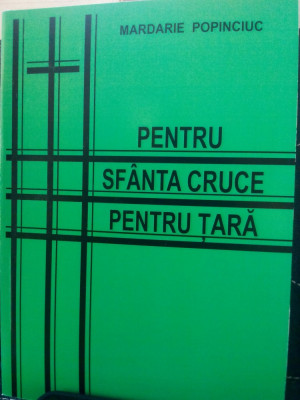 MARDARIE POPINCIUC
PENTRU
SFÂNTA CRUCE
PENTRU ȚARĂ